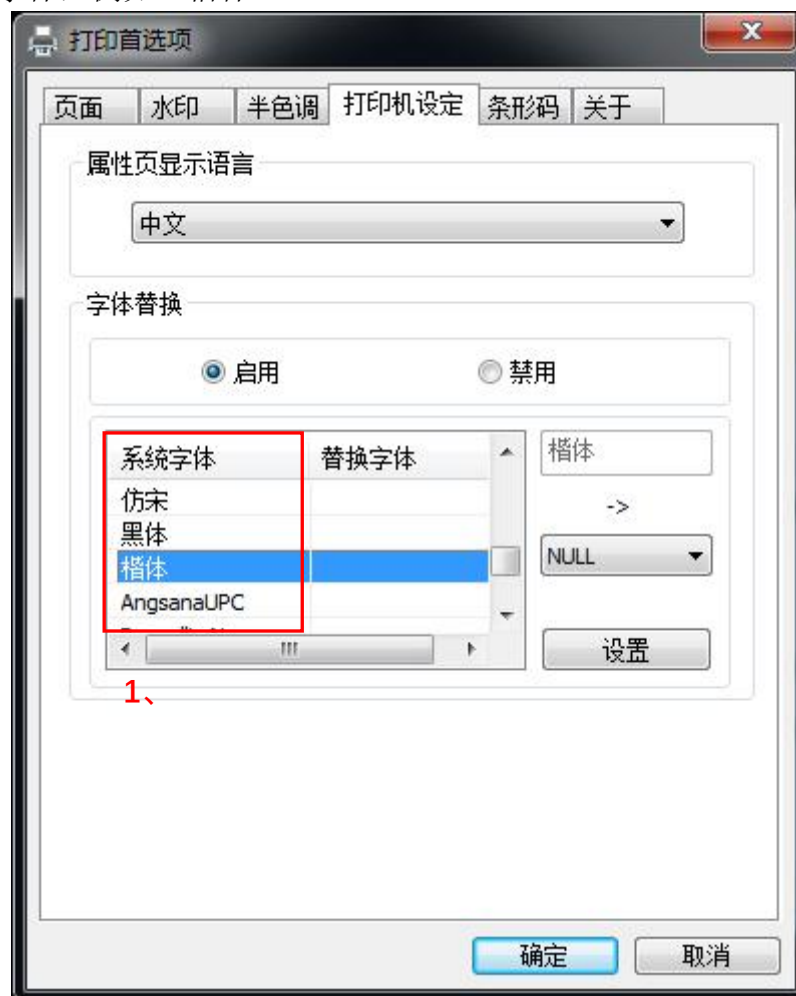 打印首选项
页面 水印 半色调 打印机设定 条形码 关于
属性页显示语言
中文
字体替换
启用 禁用
系统字体 替换字体 楷体
仿宋 ->
黑体
楷体 NULL
AngsanaUPC
设置
1、
确定 取消